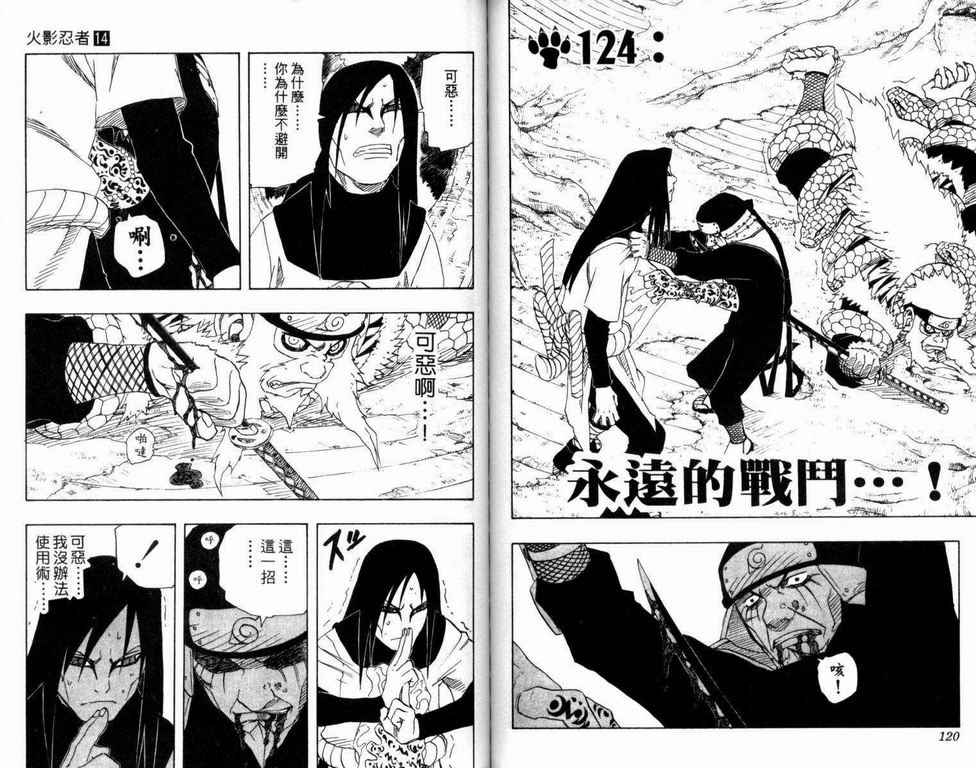 124：
永遠的戰鬥…！
咳！
120
火影忍者 14
可惡……
為什麼……
你為什麼不避開
……
唰…
可惡啊…！
啪噠
ズッ
這……
這一招
呼
呼
！
可惡……
我沒辦法
使用術……